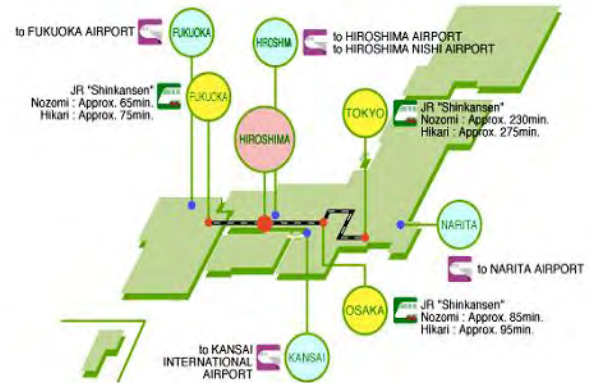 to FUKUOKA AIRPORT
FUKUOKA
HIROSHIM
to HIROSHIMA AIRPORT
to HIROSHIMA NISHI AIRPORT
JR "Shinkansen"
Nozomi : Approx. 65min.
Hikari : Approx. 75min.
FUKUOKA
HIROSHIMA
TOKYO
JR "Shinkansen"
Nozomi : Approx. 230min.
Hikari : Approx. 275min.
NARITA
to NARITA AIRPORT
OSAKA
JR "Shinkansen"
Nozomi : Approx. 85min.
Hikari : Approx. 95min.
to KANSAI
INTERNATIONAL
AIRPORT
KANSAI